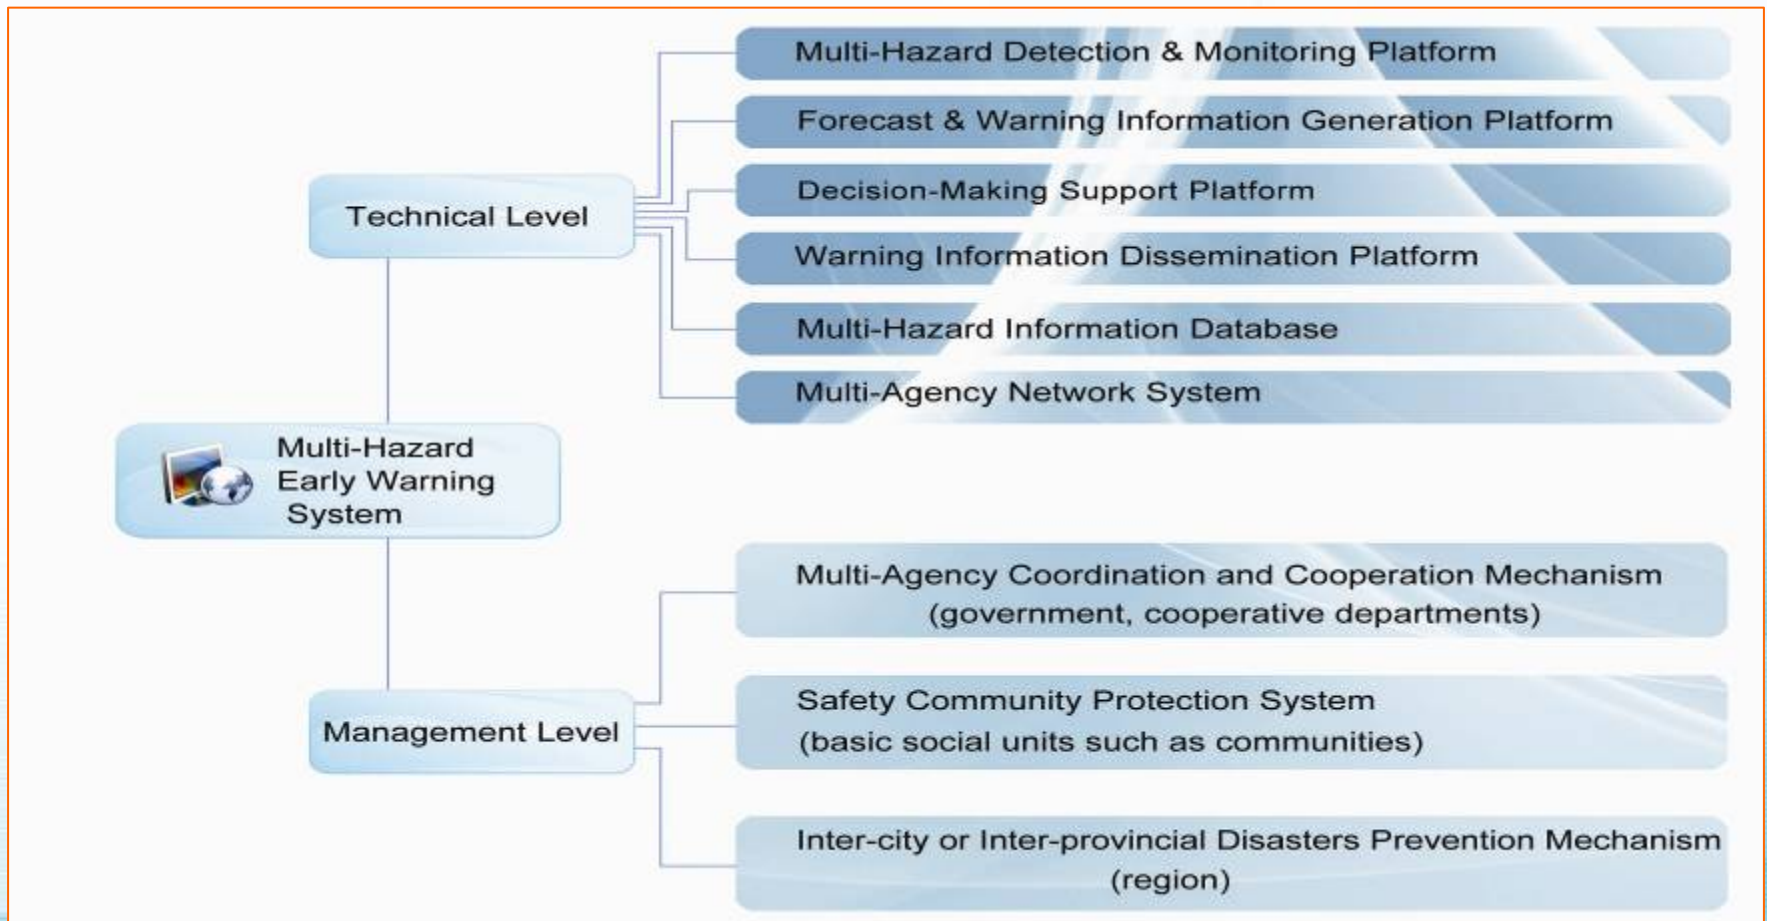 Multi-Hazard Detection & Monitoring Platform
Forecast & Warning Information Generation Platform
Decision-Making Support Platform
Warning Information Dissemination Platform
Multi-Hazard Information Database
Multi-Agency Network System
Technical Level
Multi-Hazard
Early Warning
System
Management Level
Multi-Agency Coordination and Cooperation Mechanism
(government, cooperative departments)
Safety Community Protection System
(basic social units such as communities)
Inter-city or Inter-provincial Disasters Prevention Mechanism
(region)